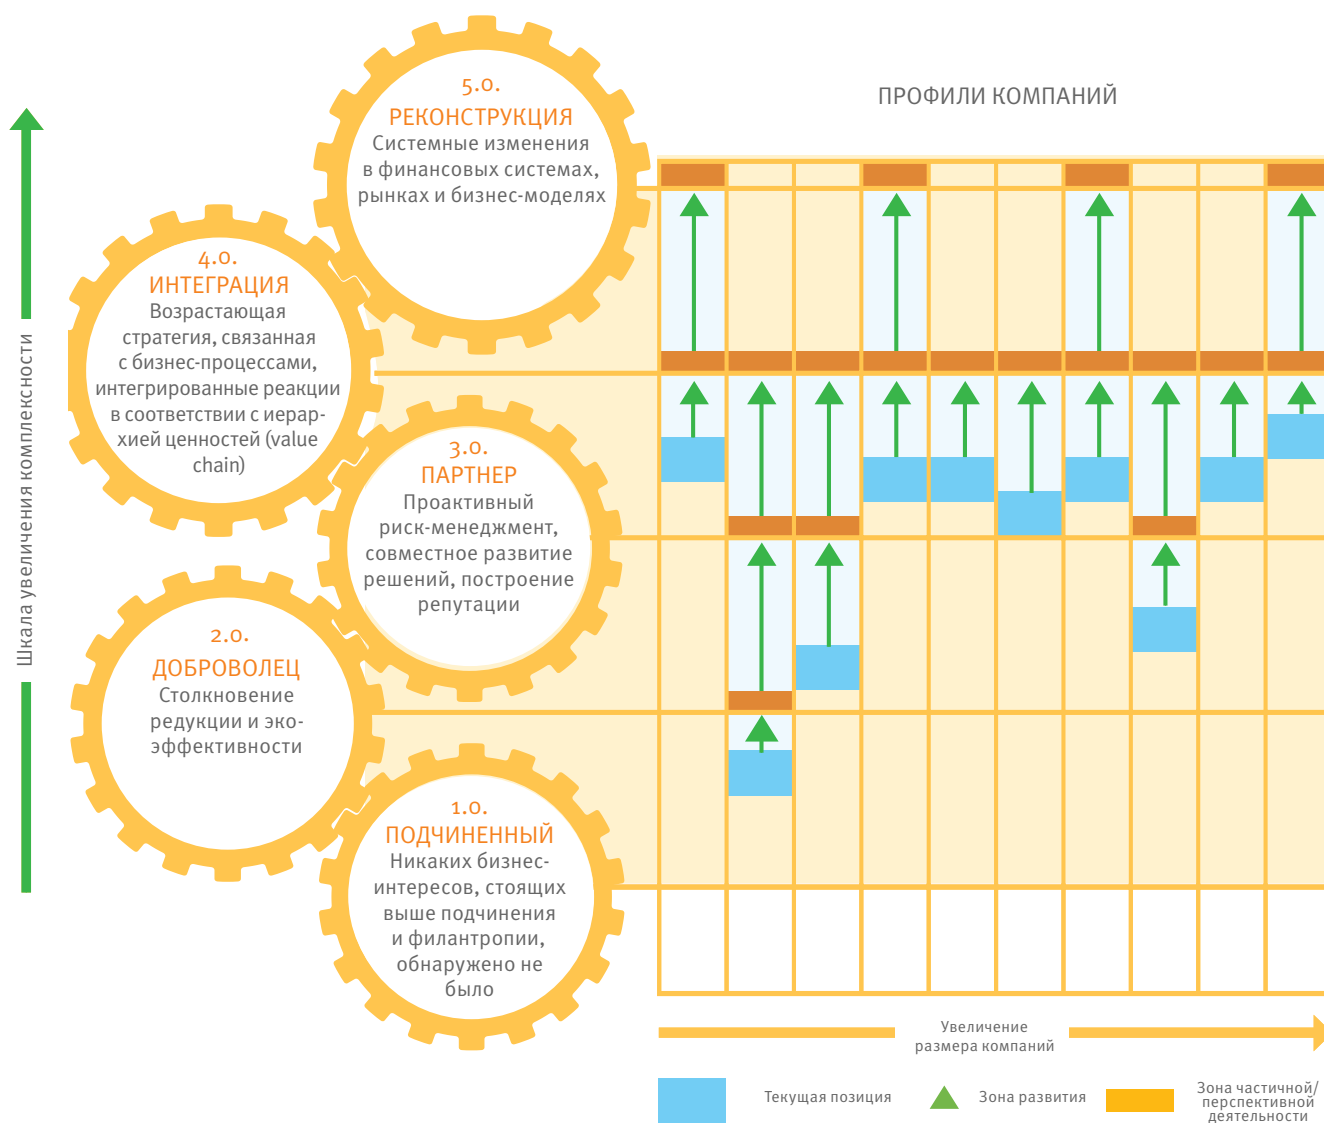 ПРОФИЛИ КОМПАНИЙ
Шкала увеличения комплексности
5.0.
РЕКОНСТРУКЦИЯ
Системные изменения
в финансовых системах,
рынках и бизнес-моделях
4.0.
ИНТЕГРАЦИЯ
Возрастающая
стратегия, связанная
с бизнес-процессами,
интегрированные реакции
в соответствии с иерар-
хией ценностей (value
chain)
3.0.
ПАРТНЕР
Проактивный
риск-менеджмент,
совместное развитие
решений, построение
репутации
2.0.
ДОБРОВОЛЕЦ
Столкновение
редукции и эко-
эффективности
1.0.
ПОДЧИНЕННЫЙ
Никаких бизнес-
интересов, стоящих
выше подчинения
и филантропии,
обнаружено не
было
Увеличение
размера компаний
Текущая позиция
Зона развития
Зона частичной/
перспективной
деятельности